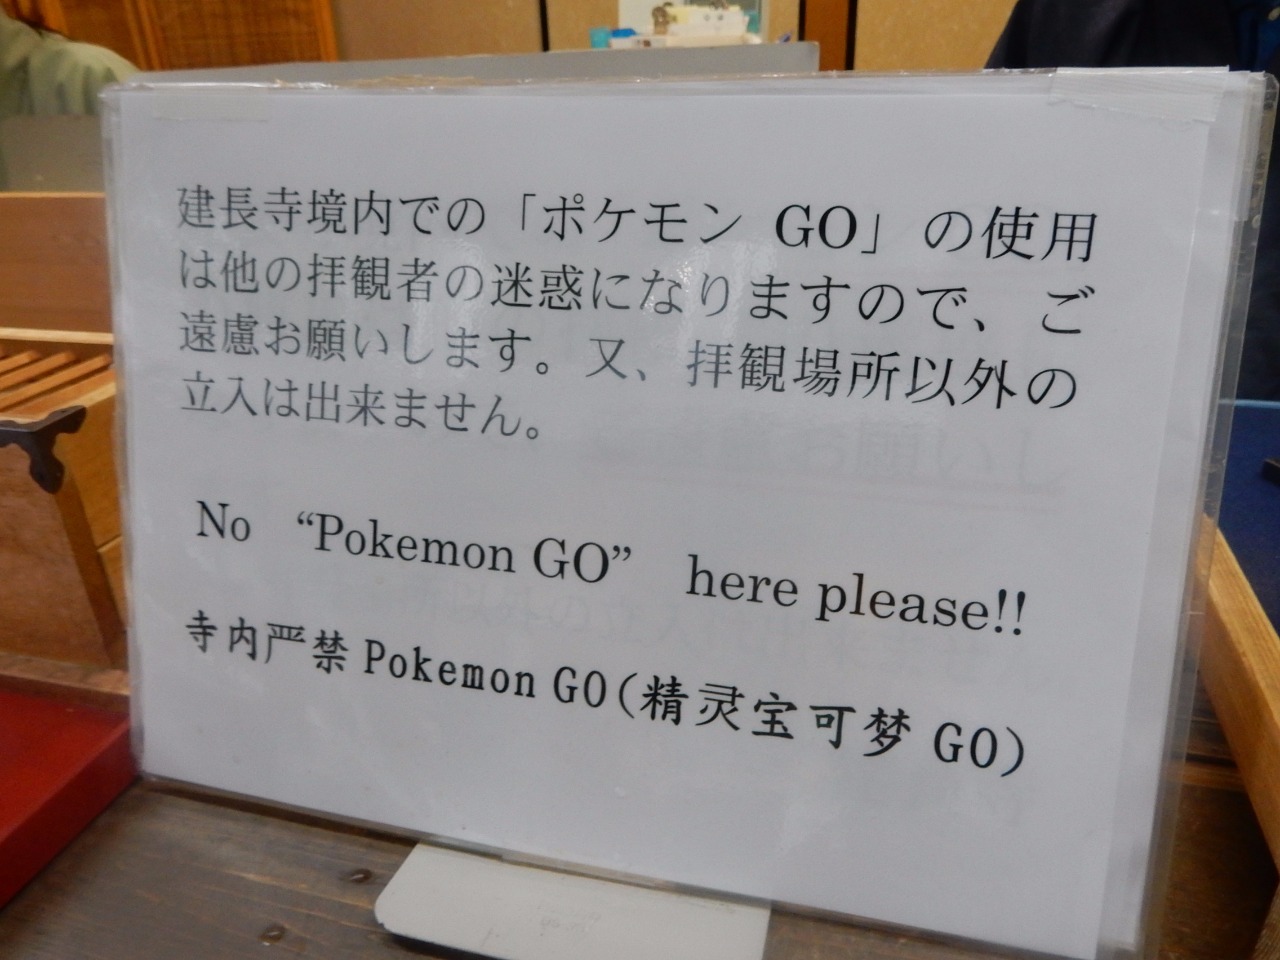 建長寺境内での「ポケモン GO」の使用
は他の拝観者の迷惑になりますので、ご
遠慮お願いします。又、拝観場所以外の
立入は出来ません。
No “Pokemon GO” here please!!
寺内严禁 Pokemon GO(精灵宝可梦 GO)